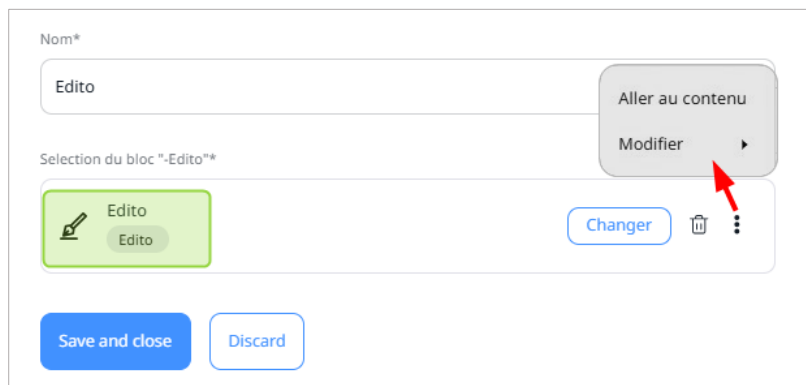 Nom*
Edito
Aller au contenu
Modifier
Selection du bloc "-Edito"*
Edito
Edito
Changer
Save and close
Discard